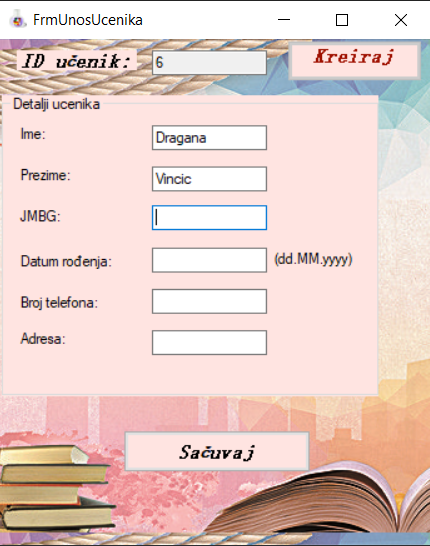 FrmUnosUcenika
ID učenik: 6 Kreiraj
Detalji ucenika
Ime: Dragana
Prezime: Vincic
JMBG:
Datum rođenja: (dd.MM.yyyy)
Broj telefona:
Adresa:
Sačuvaj